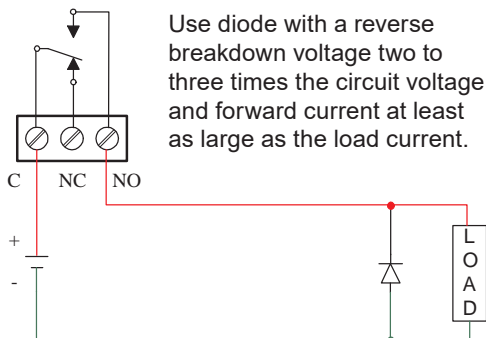 Use diode with a reverse
breakdown voltage two to
three times the circuit voltage
and forward current at least
as large as the load current.
C NC NO
+
-
L
O
A
D